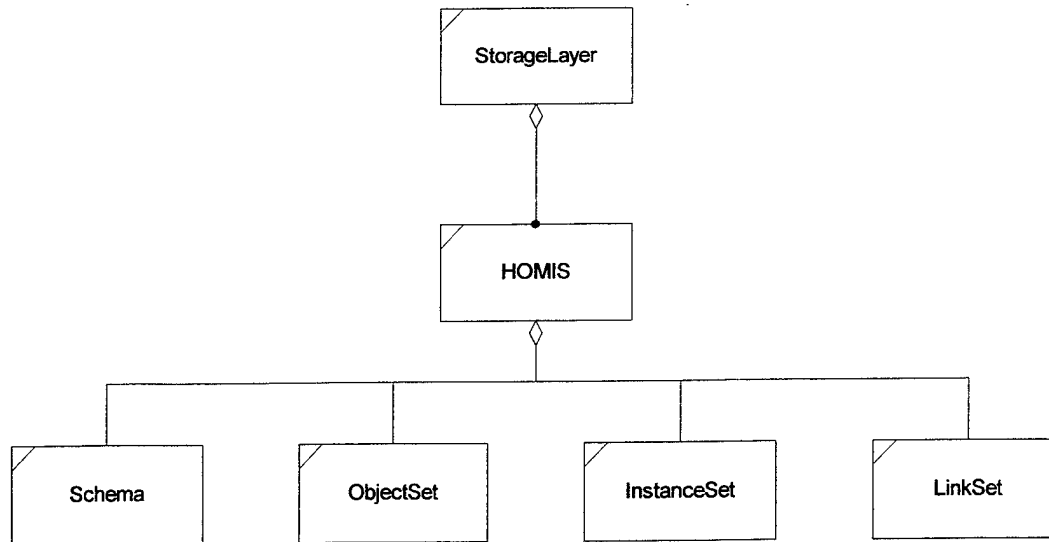 StorageLayer
HOMIS
Schema
ObjectSet
InstanceSet
LinkSet